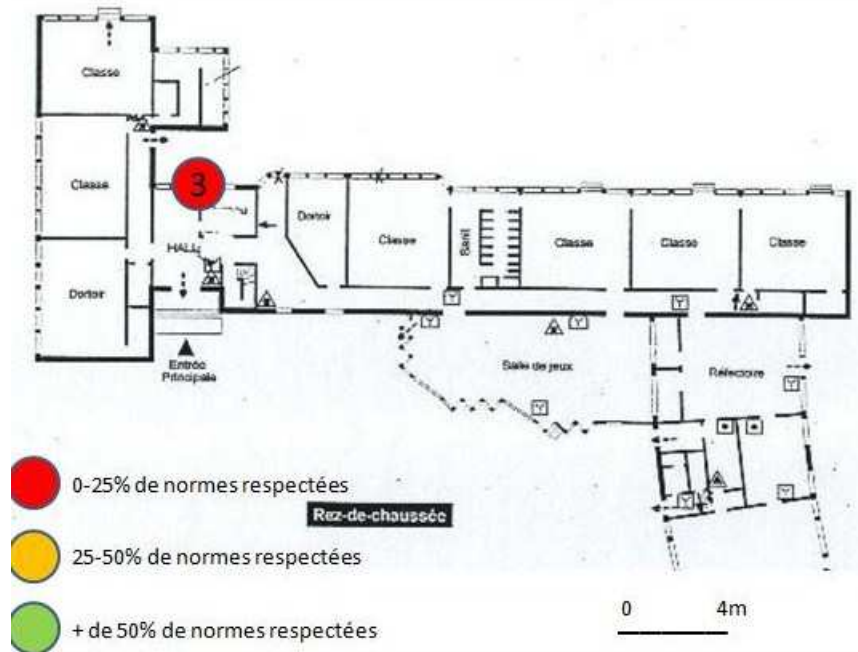 Classe
Classe
3
Dortoir
Classe
Sanit
Classe
Classe
Classe
HALL
Dortoir
Entrée
Principale
Salle de jeux
Réfectoire
0-25% de normes respectées
Rez-de-chaussée
25-50% de normes respectées
0 4m
+ de 50% de normes respectées